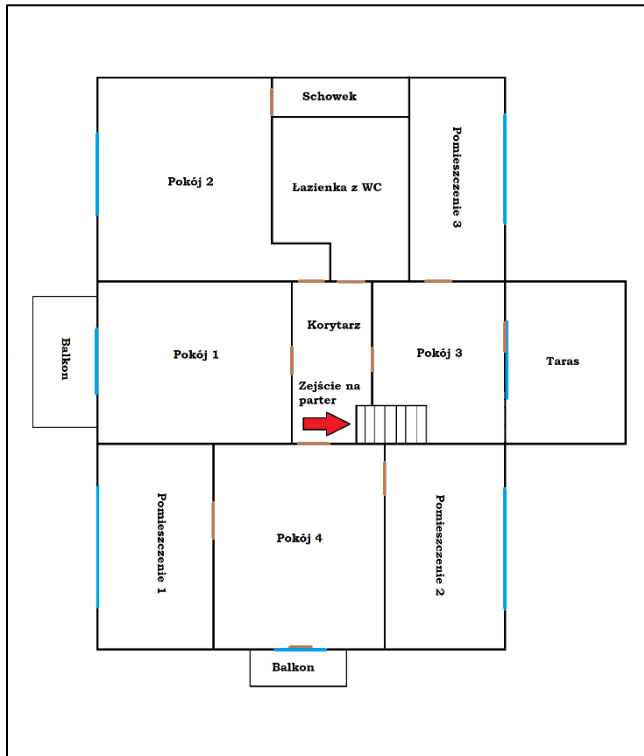 Schowek
Pokój 2
Łazienka z WC
Pomieszczenie 3
Korytarz
Balkon
Pokój 1
Pokój 3
Taras
Zejście na
parter
Pomieszczenie 1
Pokój 4
Pomieszczenie 2
Balkon